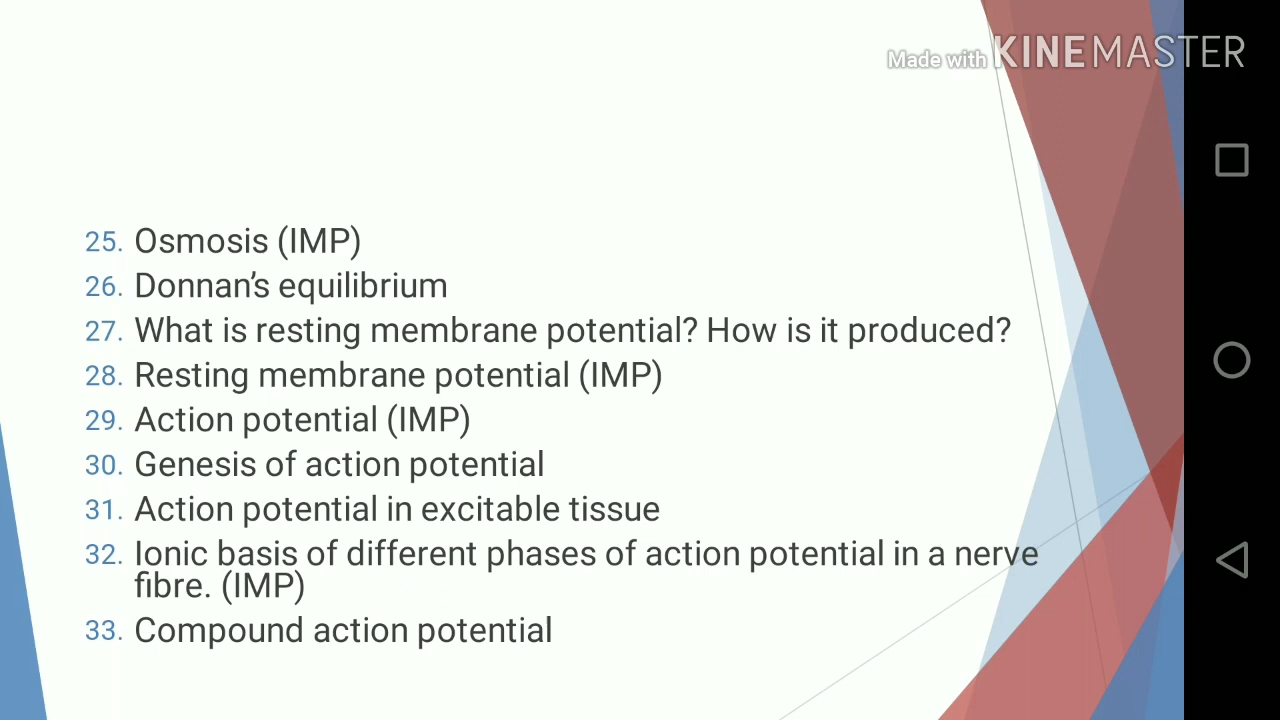 Made with KINEMASTER
25. Osmosis (IMP)
26. Donnan's equilibrium
27. What is resting membrane potential? How is it produced?
28. Resting membrane potential (IMP)
29. Action potential (IMP)
30. Genesis of action potential
31. Action potential in excitable tissue
32. Ionic basis of different phases of action potential in a nerve
fibre. (IMP)
33. Compound action potential